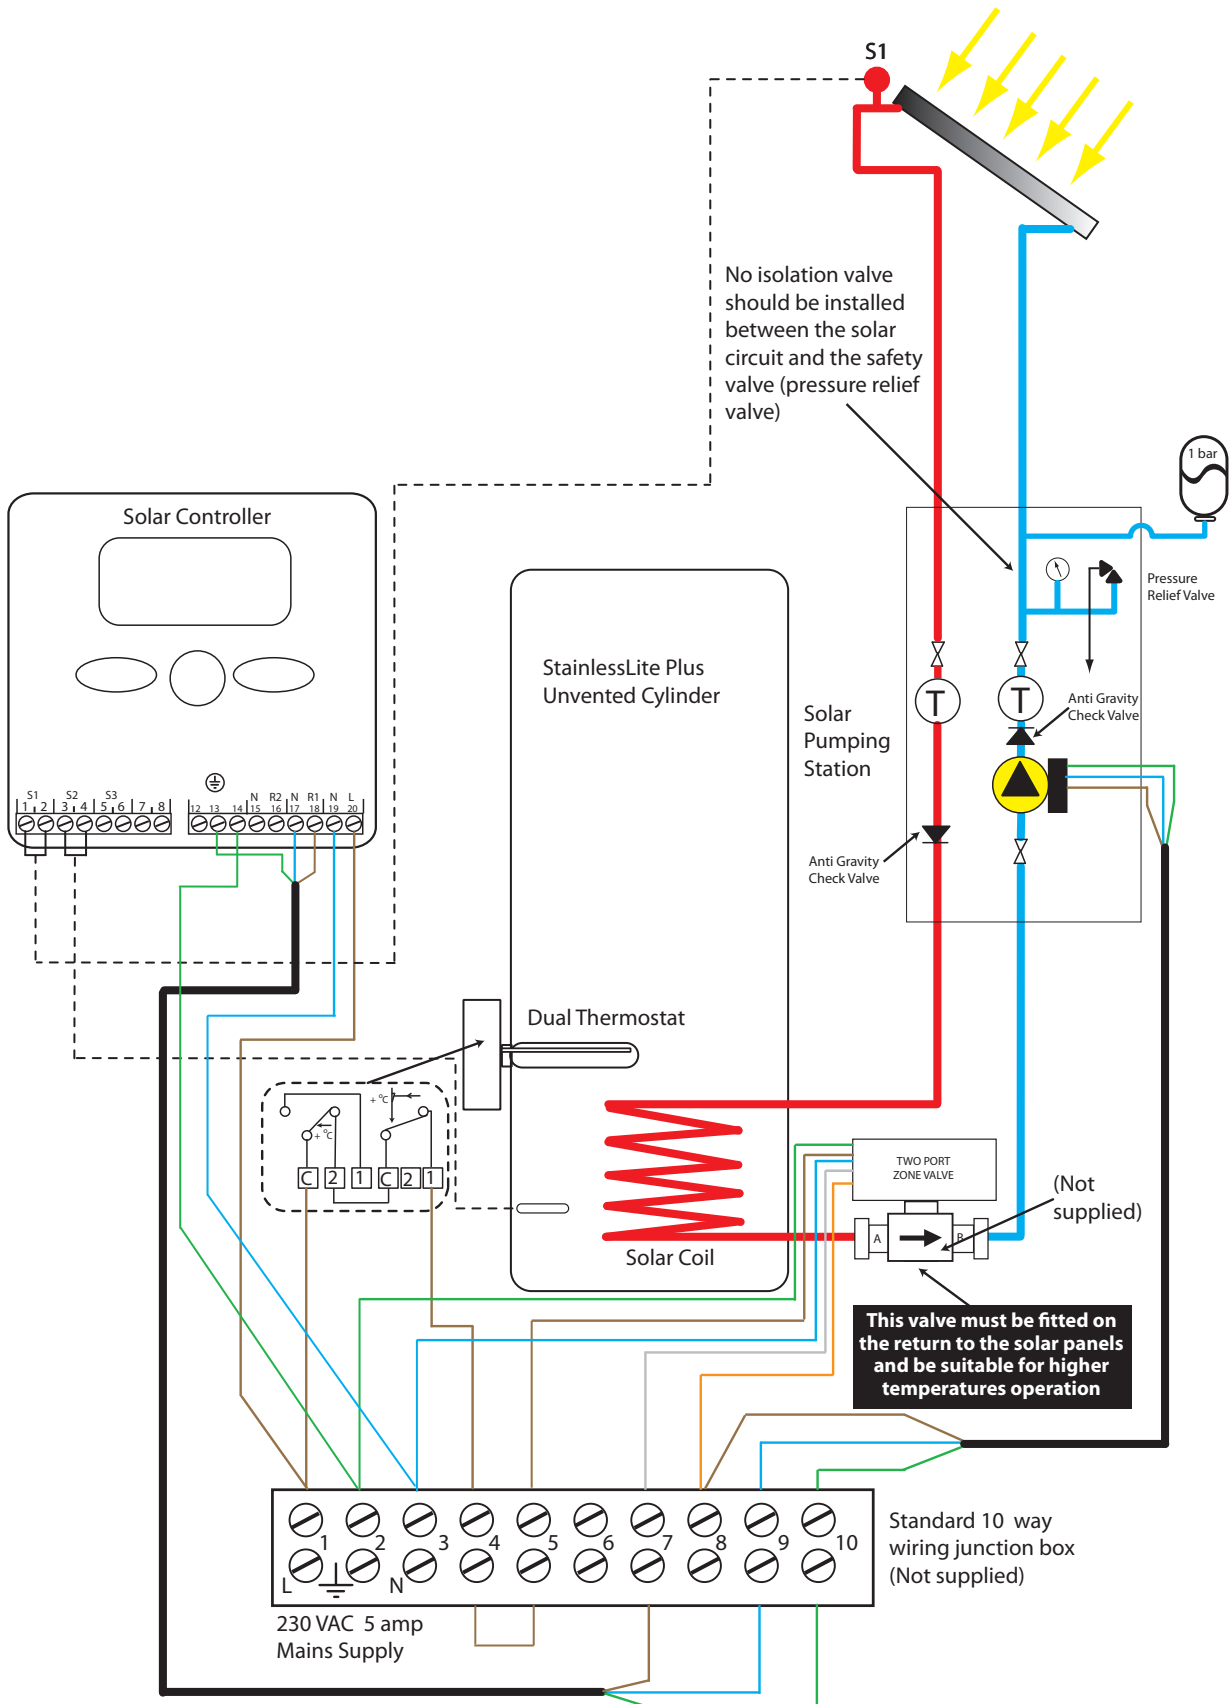 S1
No isolation valve
should be installed
between the solar
circuit and the safety
valve (pressure relief
valve)
1 bar
Solar Controller
Pressure
Relief Valve
StainlessLite Plus
Unvented Cylinder
T
T
Anti Gravity
Check Valve
Solar
Pumping
Station
S1 S2 S3
1 2 3 4 5 6 7 8
N R2 N R1 N L
12 13 14 15 16 17 18 19 20
Anti Gravity
Check Valve
Dual Thermostat
+ °C
+ °C
C 2 1 C 2 1
TWO PORT
ZONE VALVE
(Not
supplied)
A B
Solar Coil
This valve must be fitted on
the return to the solar panels
and be suitable for higher
temperatures operation
1 2 3 4 5 6 7 8 9 10
L N
Standard 10 way
wiring junction box
(Not supplied)
230 VAC 5 amp
Mains Supply